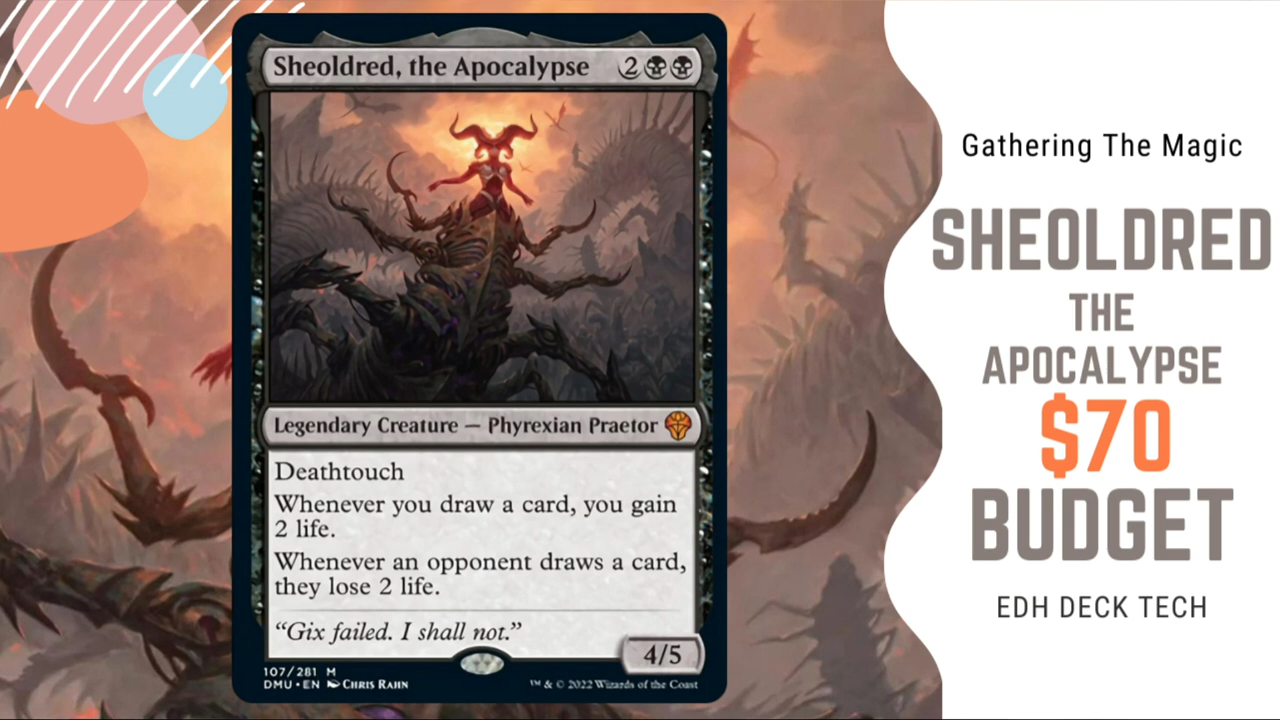 Sheoldred, the Apocalypse 2
Legendary Creature — Phyrexian Praetor
Deathtouch
Whenever you draw a card, you gain
2 life.
Whenever an opponent draws a card,
they lose 2 life.
“Gix failed. I shall not.”
4/5
107/281 M
DMU • EN Chris Rahn
™ & © 2022 Wizards of the Coast
Gathering The Magic
SHEOLDRED
THE
APOCALYPSE
$70
BUDGET
EDH DECK TECH